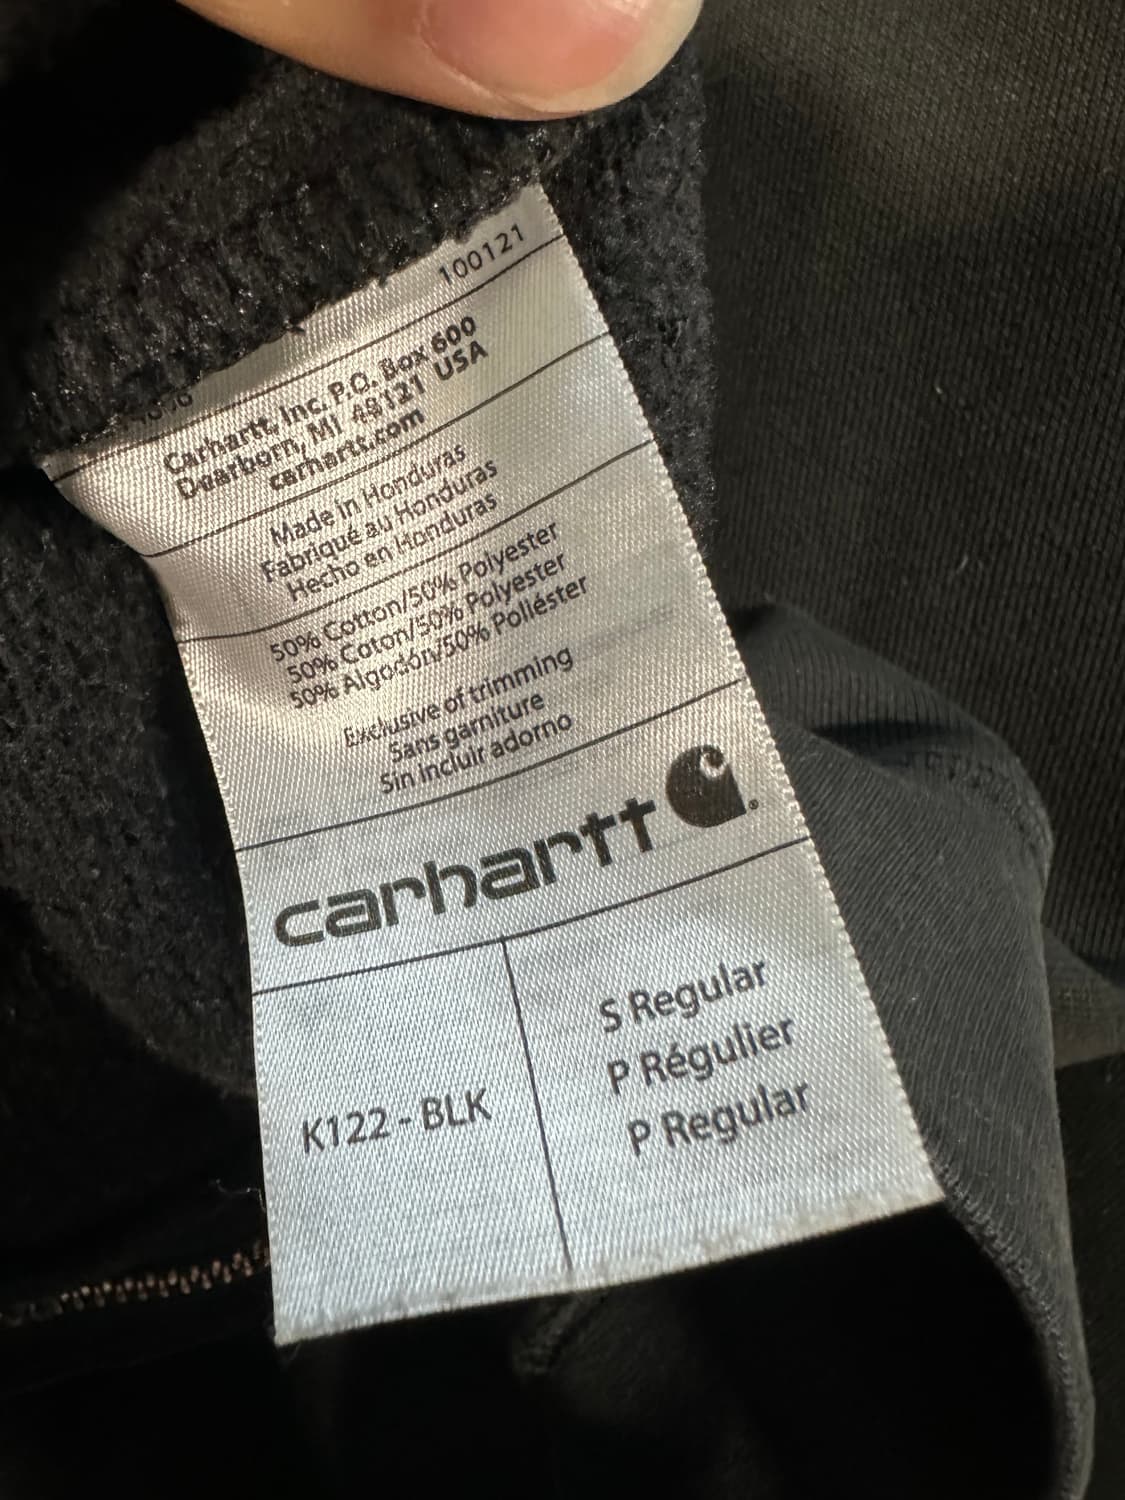 100121
Carhartt, Inc. P.O. Box 600
Dearborn, MI 48121 USA
carhartt.com
Made in Honduras
Fabriqué au Honduras
Hecho en Honduras
50% Cotton/50% Polyester
50% Coton/50% Polyester
50% Algodón/50% Poliéster
Exclusive of trimming
Sans garniture
Sin incluir adorno
carhartt
K122 - BLK
S Regular
P Régulier
P Regular